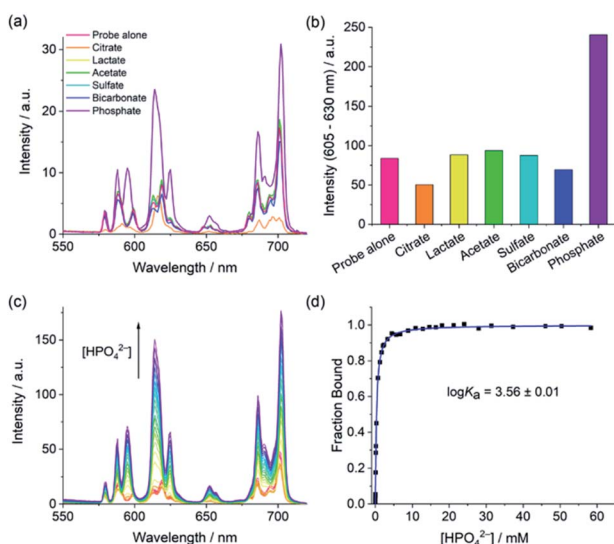 (a)
Probe alone
Citrate
Lactate
Acetate
Sulfate
Bicarbonate
Phosphate
Intensity / a.u.
30
20
10
0
550 600 650 700
Wavelength / nm
(b)
Intensity (605 - 630 nm) / a.u.
250
200
150
100
50
0
Probe alone
Citrate
Lactate
Acetate
Sulfate
Bicarbonate
Phosphate
(c)
[HPO₄²⁻]
Intensity / a.u.
150
100
50
0
550 600 650 700
Wavelength / nm
(d)
logKa = 3.56 ± 0.01
Fraction Bound
1.0
0.8
0.6
0.4
0.2
0.0
0 10 20 30 40 50 60
[HPO₄²⁻] / mM